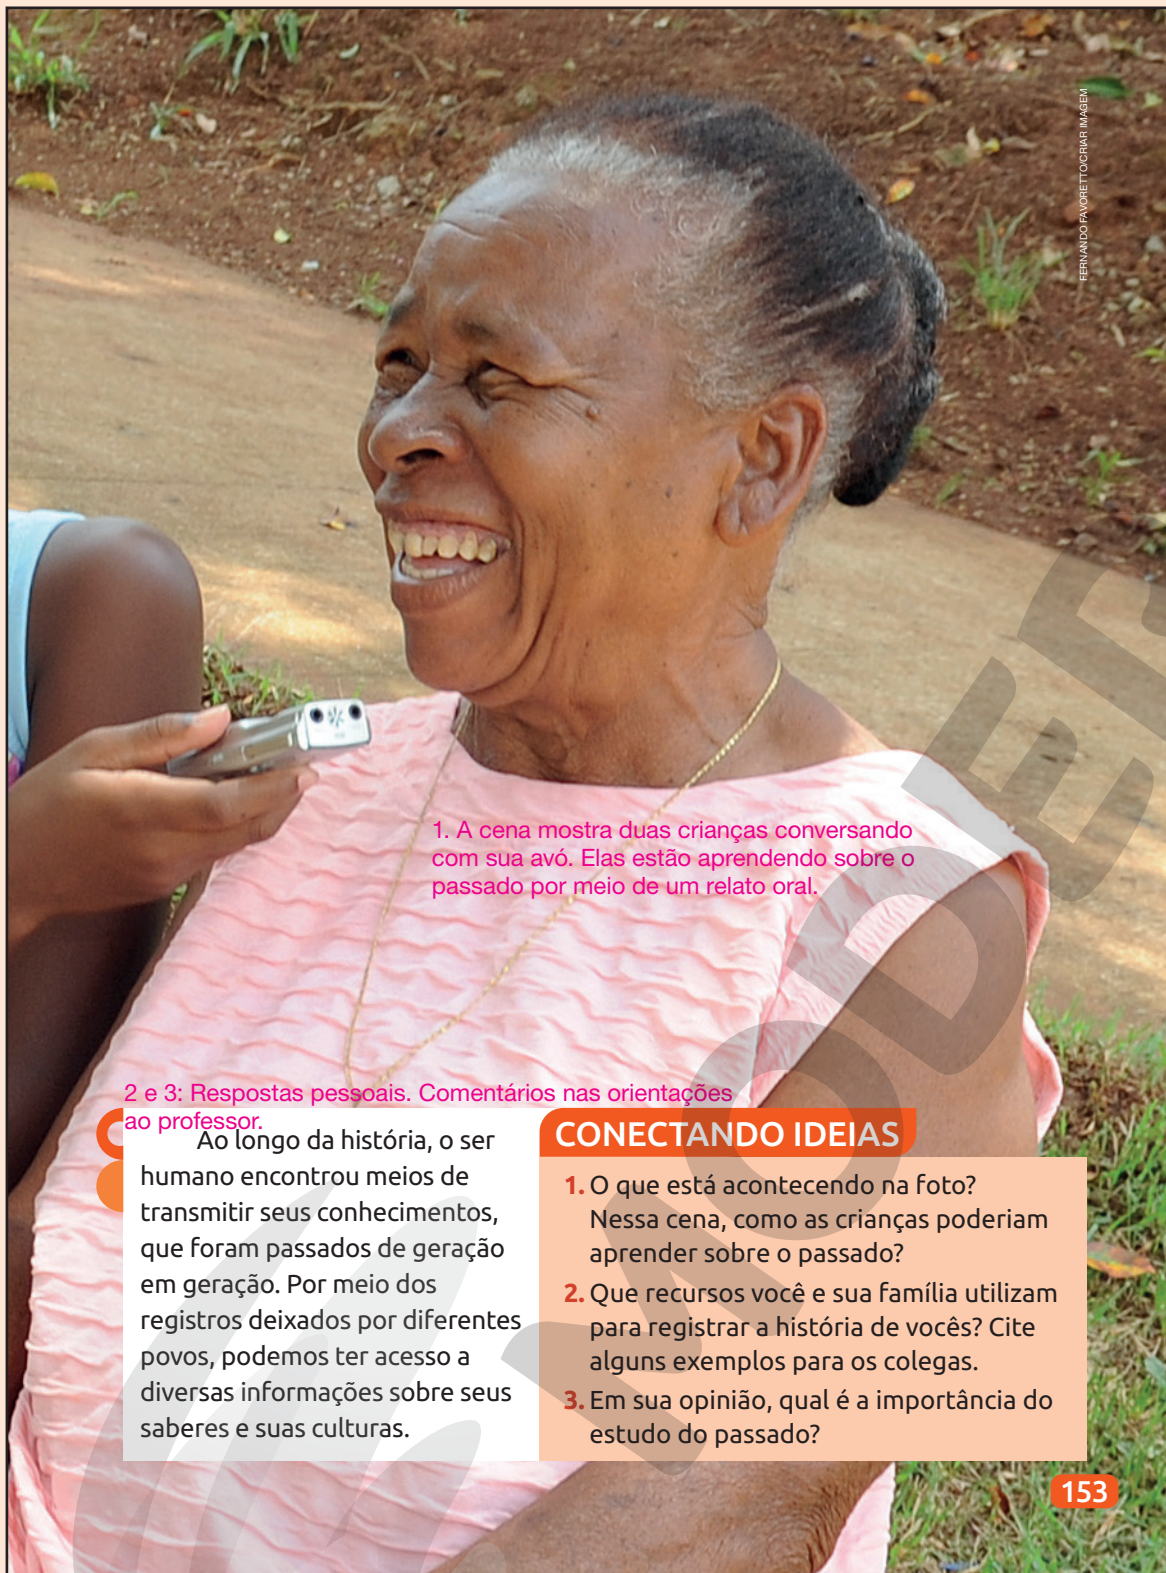 FERNANDO FAVORETTO/CRIAR IMAGEM
1. A cena mostra duas crianças conversando
com sua avó. Elas estão aprendendo sobre o
passado por meio de um relato oral.
2 e 3: Respostas pessoais. Comentários nas orientações
ao professor.
Ao longo da história, o ser
humano encontrou meios de
transmitir seus conhecimentos,
que foram passados de geração
em geração. Por meio dos
registros deixados por diferentes
povos, podemos ter acesso a
diversas informações sobre seus
saberes e suas culturas.
CONECTANDO IDEIAS
1. O que está acontecendo na foto?
Nessa cena, como as crianças poderiam
aprender sobre o passado?
2. Que recursos você e sua família utilizam
para registrar a história de vocês? Cite
alguns exemplos para os colegas.
3. Em sua opinião, qual é a importância do
estudo do passado?
153
MODER